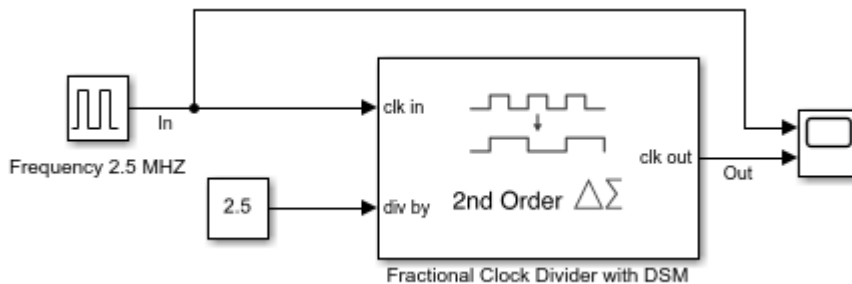 In
Frequency 2.5 MHZ
2.5
clk in
div by
2nd Order ΔΣ
clk out
Out
Fractional Clock Divider with DSM